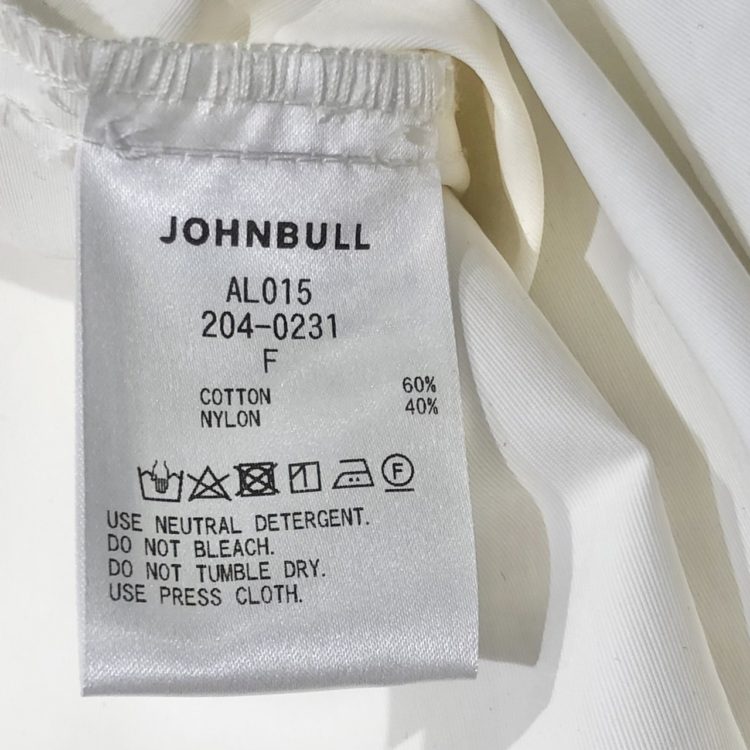 JOHNBULL
AL015
204-0231
F
COTTON 60%
NYLON 40%
F
USE NEUTRAL DETERGENT.
DO NOT BLEACH.
DO NOT TUMBLE DRY.
USE PRESS CLOTH.